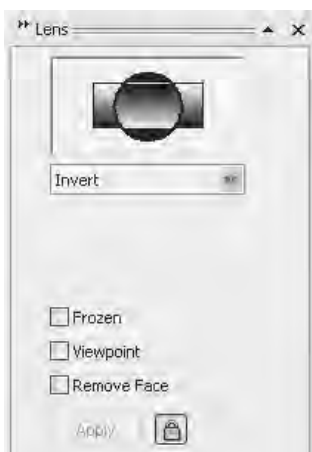 Lens
Invert
Frozen
Viewpoint
Remove Face
Apply